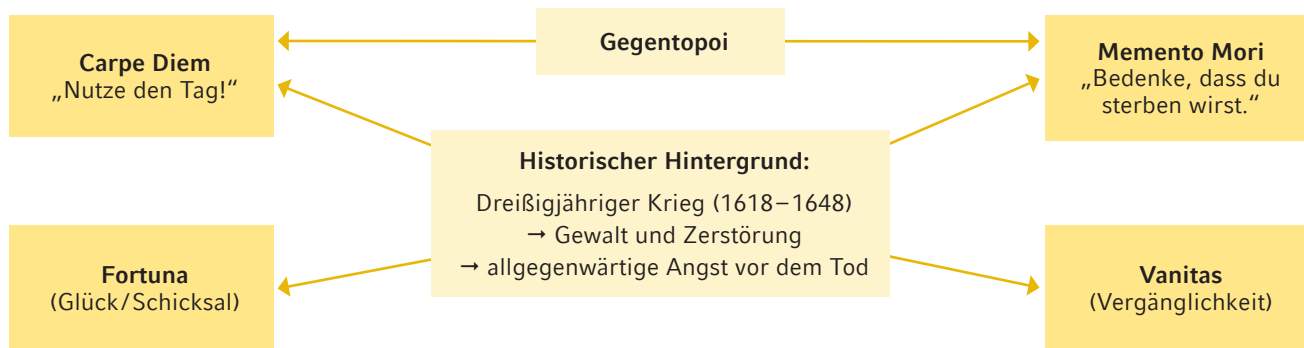 Gegentopoi
Carpe Diem
„Nutze den Tag!“
Memento Mori
„Bedenke, dass du
sterben wirst.“
Historischer Hintergrund:
Dreißigjähriger Krieg (1618–1648)
→ Gewalt und Zerstörung
→ allgegenwärtige Angst vor dem Tod
Fortuna
(Glück/Schicksal)
Vanitas
(Vergänglichkeit)